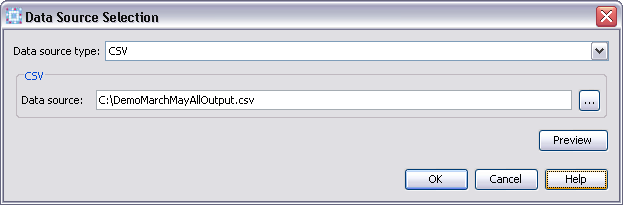 Data Source Selection
Data source type: CSV
CSV
Data source: C:\DemoMarchMayAllOutput.csv ...
Preview
OK Cancel Help